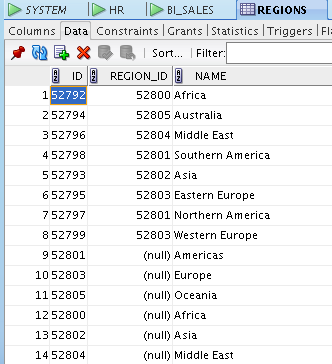 SYSTEM HR BI_SALES REGIONS
Columns Data Constraints Grants Statistics Triggers Fla
Sort... Filter:
ID REGION_ID NAME
1 52792 52800 Africa
2 52794 52805 Australia
3 52796 52804 Middle East
4 52798 52801 Southern America
5 52793 52802 Asia
6 52795 52803 Eastern Europe
7 52797 52801 Northern America
8 52799 52803 Western Europe
9 52801 (null) Americas
10 52803 (null) Europe
11 52805 (null) Oceania
12 52800 (null) Africa
13 52802 (null) Asia
14 52804 (null) Middle East